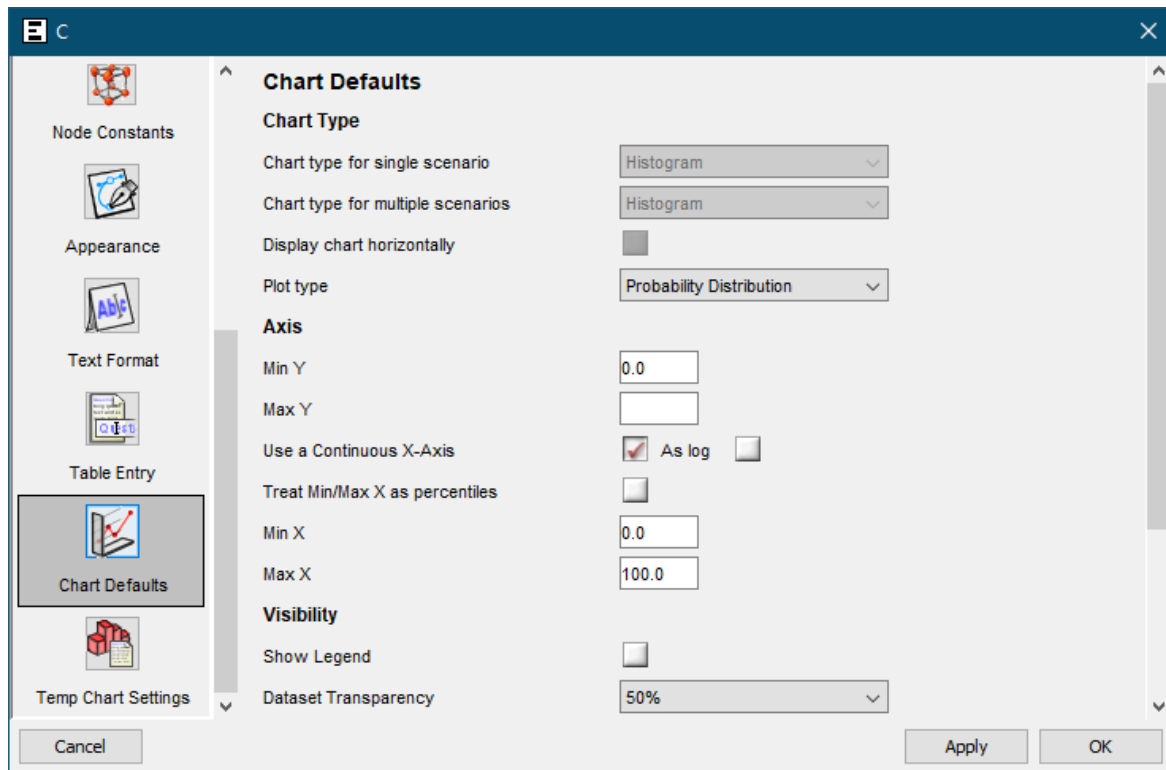 C
Node Constants
Appearance
Abc
Text Format
Questi
Table Entry
Chart Defaults
Temp Chart Settings
Chart Defaults
Chart Type
Chart type for single scenario Histogram
Chart type for multiple scenarios Histogram
Display chart horizontally
Plot type Probability Distribution
Axis
Min Y 0.0
Max Y
Use a Continuous X-Axis As log
Treat Min/Max X as percentiles
Min X 0.0
Max X 100.0
Visibility
Show Legend
Dataset Transparency 50%
Cancel Apply OK